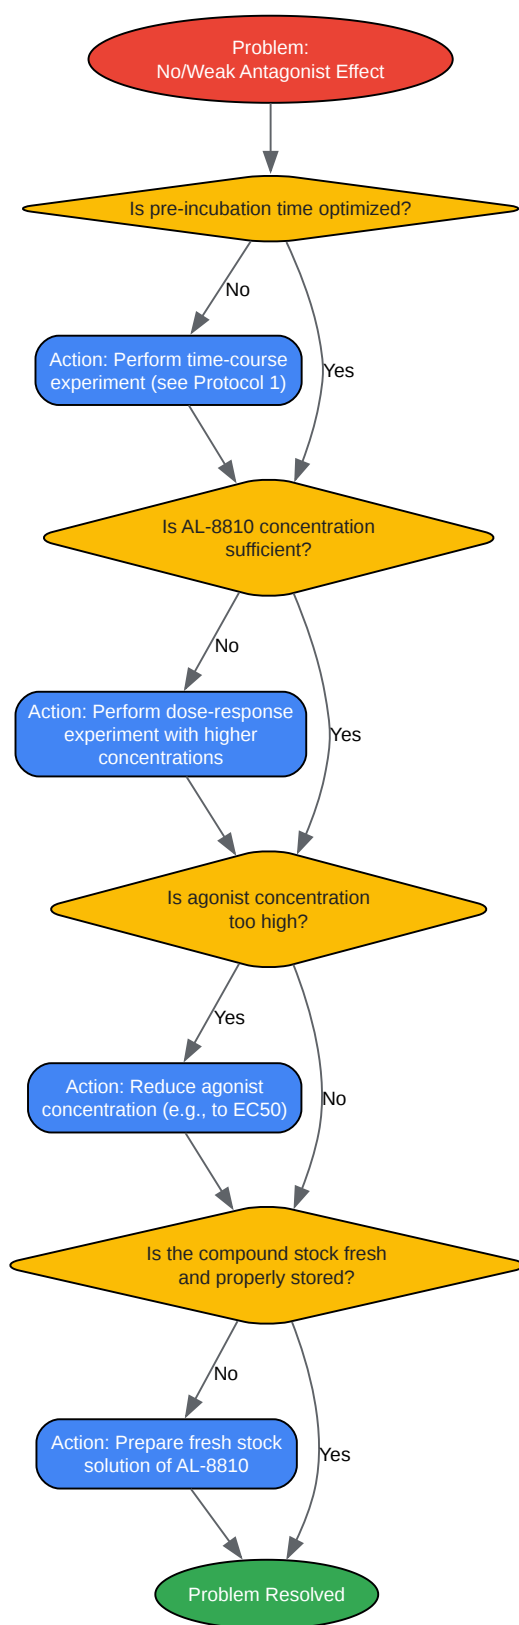 Problem:
No/Weak Antagonist Effect
Is pre-incubation time optimized?
No
Action: Perform time-course
experiment (see Protocol 1)
Yes
Is AL-8810 concentration
sufficient?
No
Action: Perform dose-response
experiment with higher
concentrations
Yes
Is agonist concentration
too high?
Yes
Action: Reduce agonist
concentration (e.g., to EC50)
No
Is the compound stock fresh
and properly stored?
No
Action: Prepare fresh stock
solution of AL-8810
Yes
Problem Resolved